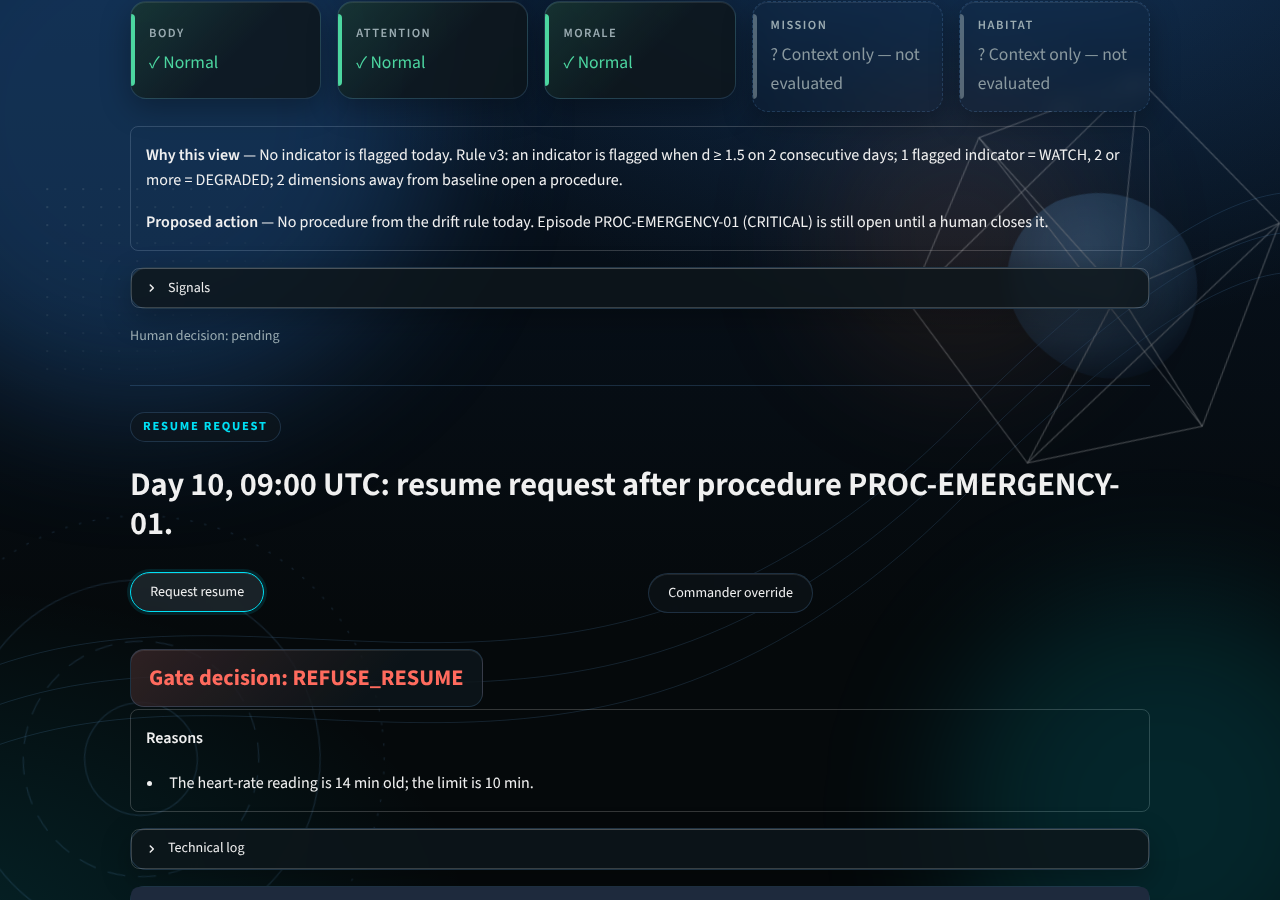 BODY
✓ Normal
ATTENTION
✓ Normal
MORALE
✓ Normal
MISSION
? Context only — not
evaluated
HABITAT
? Context only — not
evaluated
Why this view — No indicator is flagged today. Rule v3: an indicator is flagged when d ≥ 1.5 on 2 consecutive days; 1 flagged indicator = WATCH, 2 or
more = DEGRADED; 2 dimensions away from baseline open a procedure.
Proposed action — No procedure from the drift rule today. Episode PROC-EMERGENCY-01 (CRITICAL) is still open until a human closes it.
Signals
Human decision: pending
RESUME REQUEST
Day 10, 09:00 UTC: resume request after procedure PROC-EMERGENCY-
01.
Request resume
Commander override
Gate decision: REFUSE_RESUME
Reasons
• The heart-rate reading is 14 min old; the limit is 10 min.
Technical log